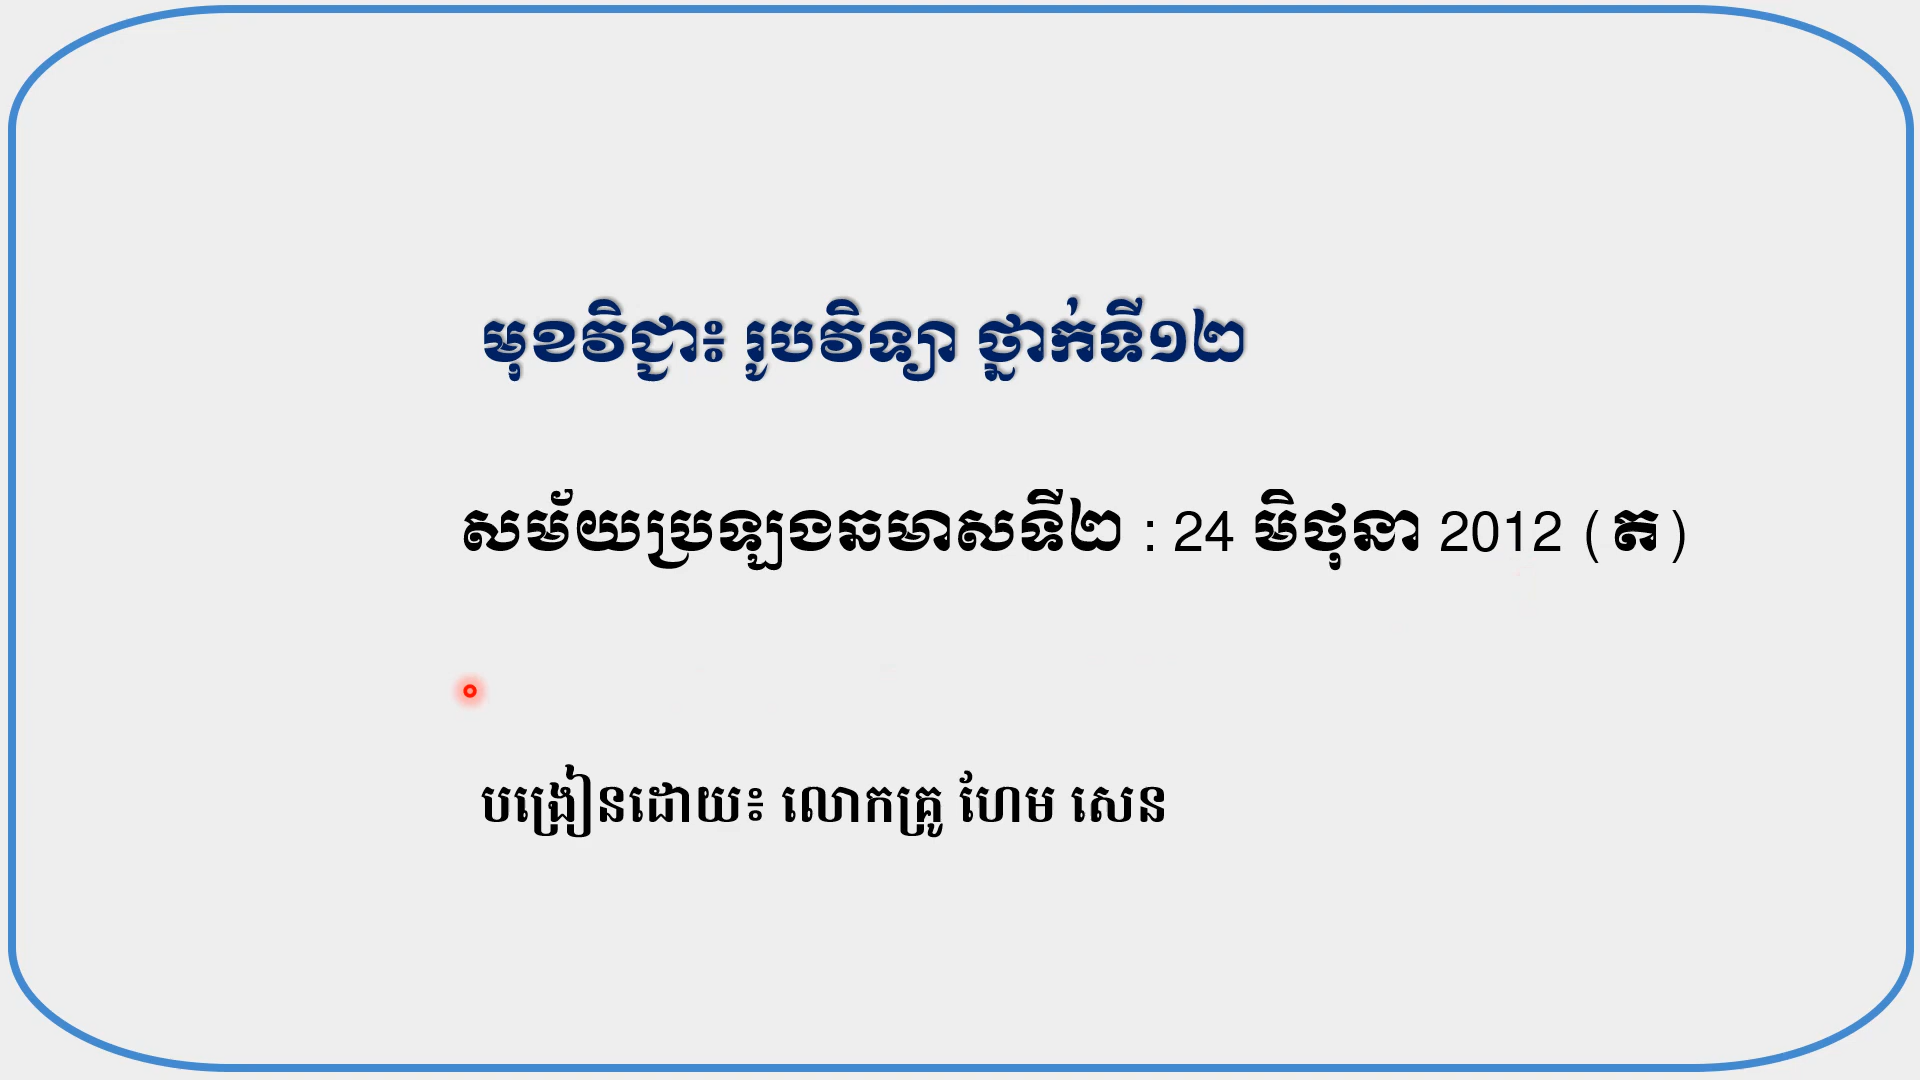 មុខវិជ្ជា៖ រូបវិទ្យា ថ្នាក់ទី១២
សម័យប្រឡងឆមាសទី២ : 24 មិថុនា 2012 ( ត )
បង្រៀនដោយ៖ លោកគ្រូ ហែម សេន